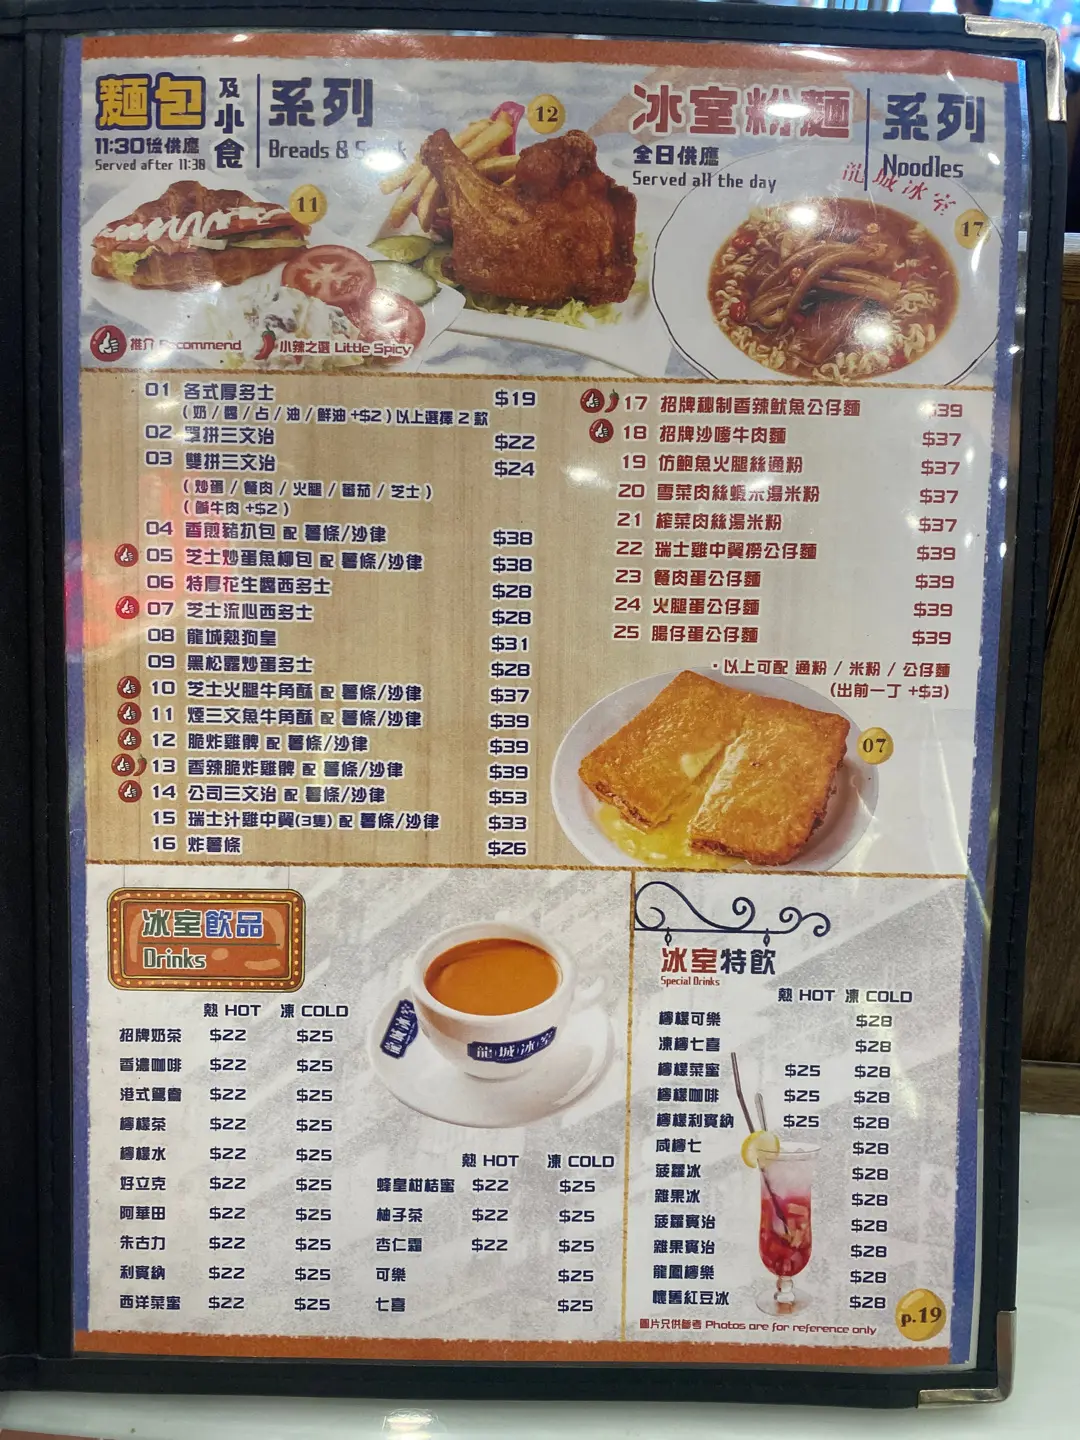 麵包及小食 系列
11:30後供應
Served after 11:30
Breads &
12
11
冰室粉麵 系列
全日供應
Served all the day
Noodles
龍城冰室
17
推介 Recommend 小辣之選 Little Spicy
01 各式厚多士 $19
(奶/醬/占/油/鮮油+$2)以上選擇 2 款
02 單拼三文治 $22
03 雙拼三文治 $24
(炒蛋/餐肉/火腿/番茄/芝士)
(鹹牛肉+$2)
04 香煎豬扒包 配 薯條/沙律 $38
05 芝士炒蛋魚柳包 配 薯條/沙律 $38
06 特厚花生醬西多士 $28
07 芝士流心西多士 $28
08 龍城熱狗皇 $31
09 黑松露炒蛋多士 $28
10 芝士火腿牛角酥 配 薯條/沙律 $37
11 煙三文魚牛角酥 配 薯條/沙律 $39
12 脆炸雞髀 配 薯條/沙律 $39
13 香辣脆炸雞髀 配 薯條/沙律 $39
14 公司三文治 配 薯條/沙律 $53
15 瑞士汁雞中翼(3隻) 配 薯條/沙律 $33
16 炸薯條 $26
17 招牌秘制香辣魷魚公仔麵 $39
18 招牌沙嗲牛肉麵 $37
19 仿鮑魚火腿絲通粉 $37
20 雪菜肉絲蝦米湯米粉 $37
21 榨菜肉絲湯米粉 $37
22 瑞士雞中翼撈公仔麵 $39
23 餐肉蛋公仔麵 $39
24 火腿蛋公仔麵 $39
25 腸仔蛋公仔麵 $39
・以上可配 通粉 / 米粉 / 公仔麵
(出前一丁 +$3)
07
冰室飲品
Drinks
熱 HOT 凍 COLD
招牌奶茶 $22 $25
香濃咖啡 $22 $25
港式鴛鴦 $22 $25
檸檬茶 $22 $25
檸檬水 $22 $25
好立克 $22 $25
阿華田 $22 $25
朱古力 $22 $25
利賓納 $22 $25
西洋菜蜜 $22 $25
龍城冰室
龍城冰室
熱 HOT 凍 COLD
蜂皇柑桔蜜 $22 $25
柚子茶 $22 $25
杏仁霜 $22 $25
可樂 $25
七喜 $25
冰室特飲
Special Drinks
熱 HOT 凍 COLD
檸檬可樂 $28
凍檸七喜 $28
檸檬菜蜜 $25 $28
檸檬咖啡 $25 $28
檸檬利賓納 $25 $28
咸檸七 $28
菠蘿冰 $28
雜果冰 $28
菠蘿賓治 $28
雜果賓治 $28
龍鳳檸樂 $28
懷舊紅豆冰 $28
圖片只供參考 Photos are for reference only
p.19